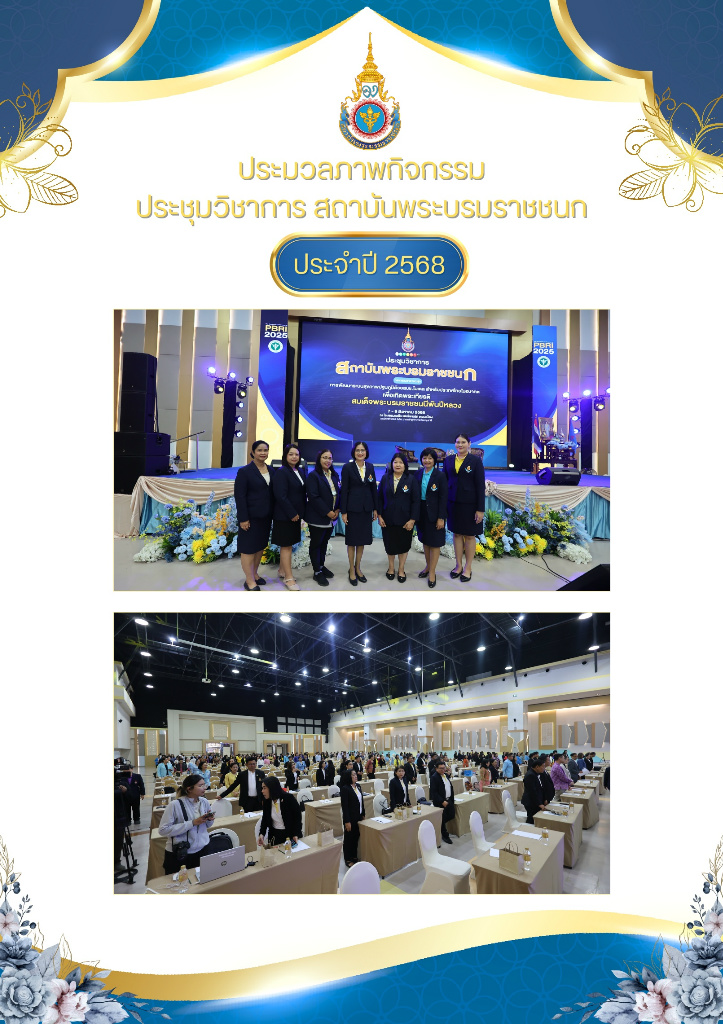 ประมวลภาพกิจกรรม
ประชุมวิชาการ สถาบันพระบรมราชชนก
ประจำปี 2568
PBRI
2025
ประชุมวิชาการ
สถาบันพระบรมราชชนก
เพื่อเทิดพระเกียรติ
สมเด็จพระบรมราชชนนีพันปีหลวง
PBRI
2025